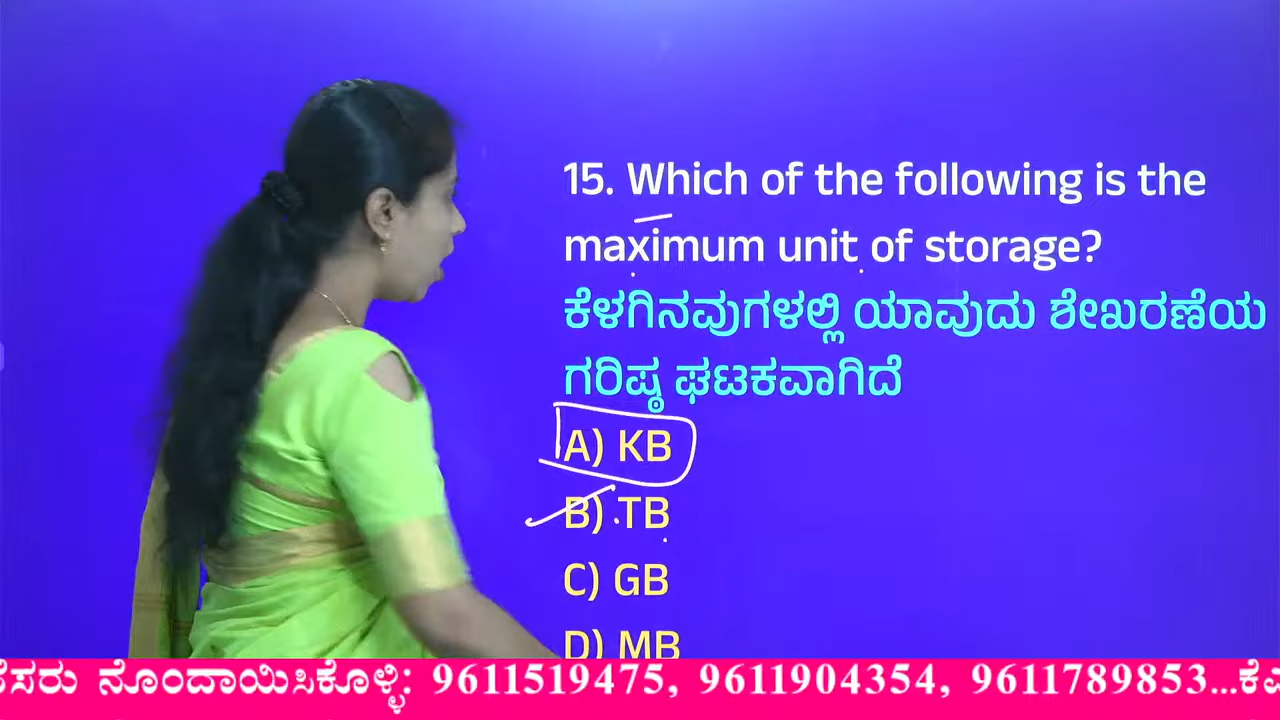 15. Which of the following is the
maximum unit of storage?
ಕೆಳಗಿನವುಗಳಲ್ಲಿ ಯಾವುದು ಶೇಖರಣೆಯ
ಗರಿಷ್ಠ ಘಟಕವಾಗಿದೆ
A) KB
B) TB
C) GB
D) MB
ನೊಂದಾಯಿಸಿಕೊಳ್ಳಿ: 9611519475, 9611904354, 9611789853...